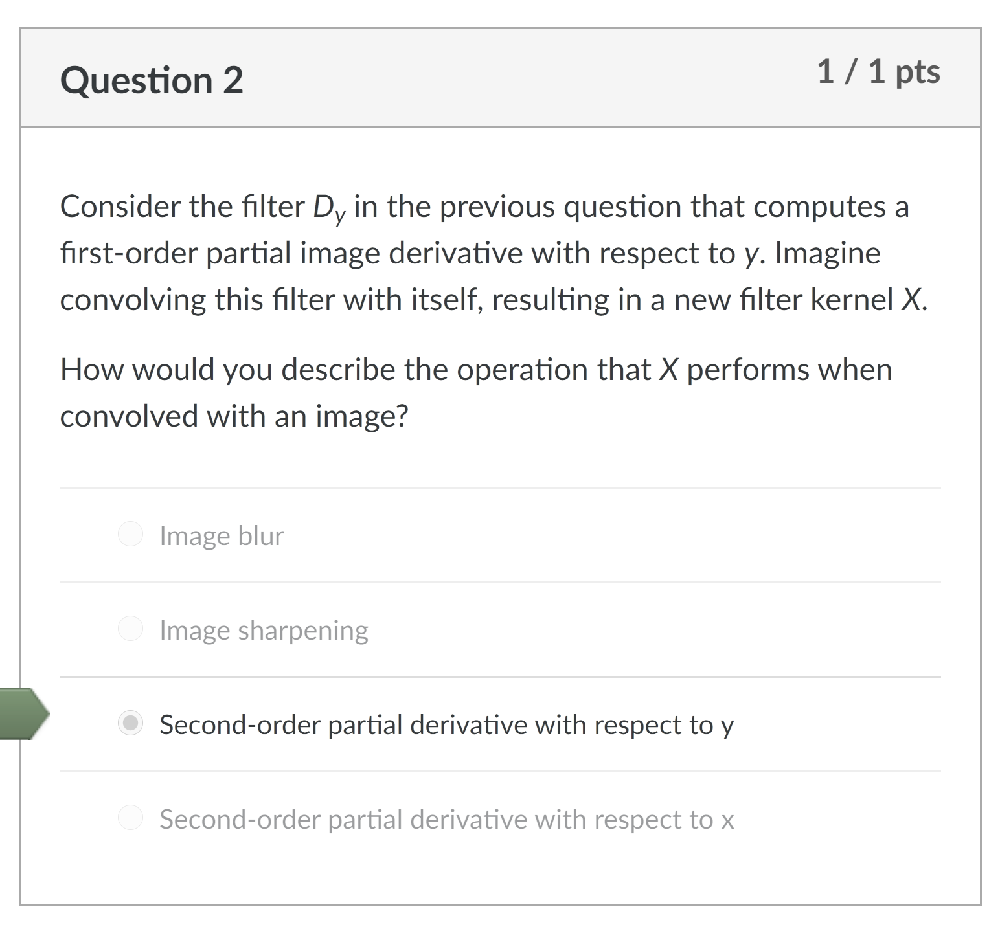 Question 2
1 / 1 pts
Consider the filter Dy in the previous question that computes a
first-order partial image derivative with respect to y. Imagine
convolving this filter with itself, resulting in a new filter kernel X.
How would you describe the operation that X performs when
convolved with an image?
Image blur
Image sharpening
Second-order partial derivative with respect to y
Second-order partial derivative with respect to x